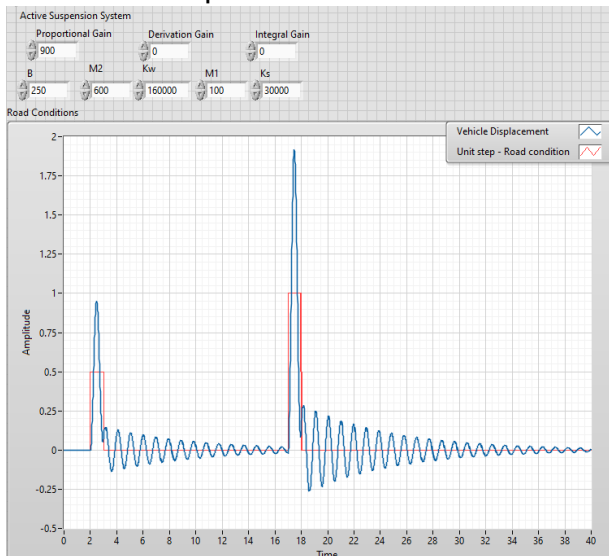 Active Suspension System
Proportional Gain Derivation Gain Integral Gain
900 0 0
B M2 Kw M1 Ks
250 600 160000 100 30000
Road Conditions
Vehicle Displacement
Unit step - Road condition
2
1.75
1.5
1.25
1
0.75
0.5
0.25
0
-0.25
-0.5
Amplitude
0 2 4 6 8 10 12 14 16 18 20 22 24 26 28 30 32 34 36 38 40
Time